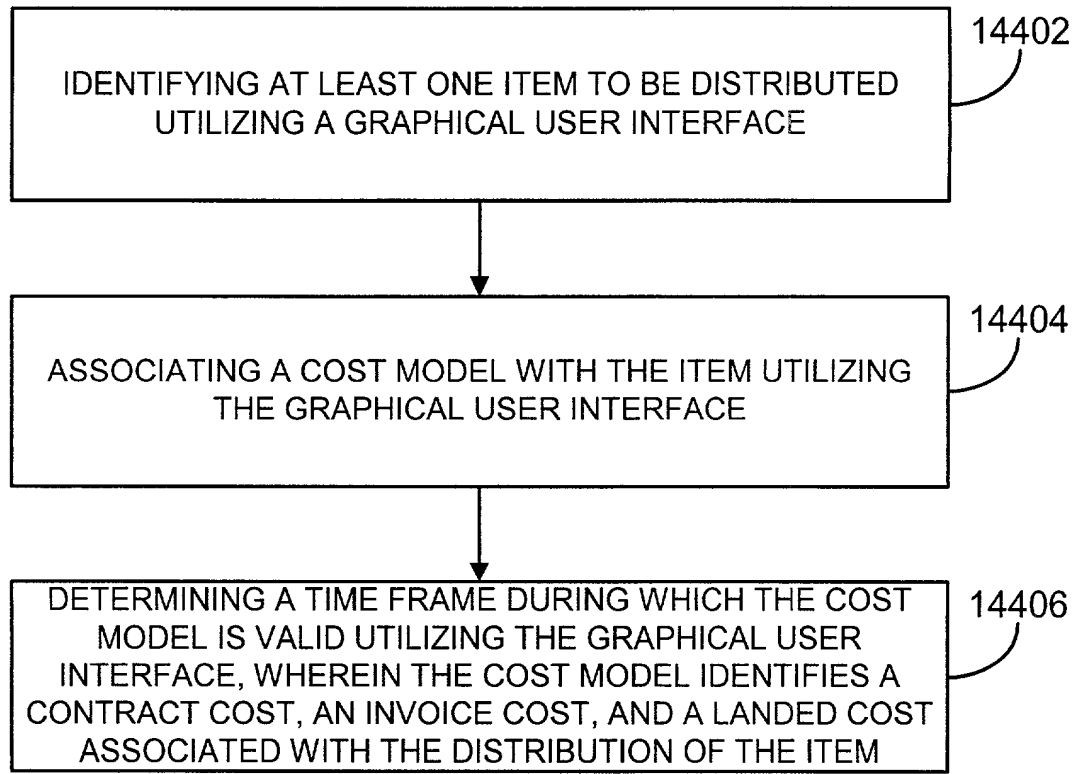 14402
IDENTIFYING AT LEAST ONE ITEM TO BE DISTRIBUTED
UTILIZING A GRAPHICAL USER INTERFACE
14404
ASSOCIATING A COST MODEL WITH THE ITEM UTILIZING
THE GRAPHICAL USER INTERFACE
14406
DETERMINING A TIME FRAME DURING WHICH THE COST
MODEL IS VALID UTILIZING THE GRAPHICAL USER
INTERFACE, WHEREIN THE COST MODEL IDENTIFIES A
CONTRACT COST, AN INVOICE COST, AND A LANDED COST
ASSOCIATED WITH THE DISTRIBUTION OF THE ITEM